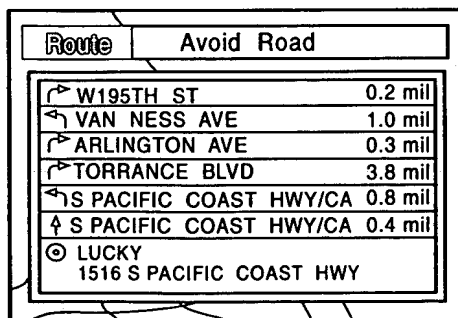 Route Avoid Road
W195TH ST 0.2 mil
VAN NESS AVE 1.0 mil
ARLINGTON AVE 0.3 mil
TORRANCE BLVD 3.8 mil
S PACIFIC COAST HWY/CA 0.8 mil
S PACIFIC COAST HWY/CA 0.4 mil
LUCKY
1516 S PACIFIC COAST HWY